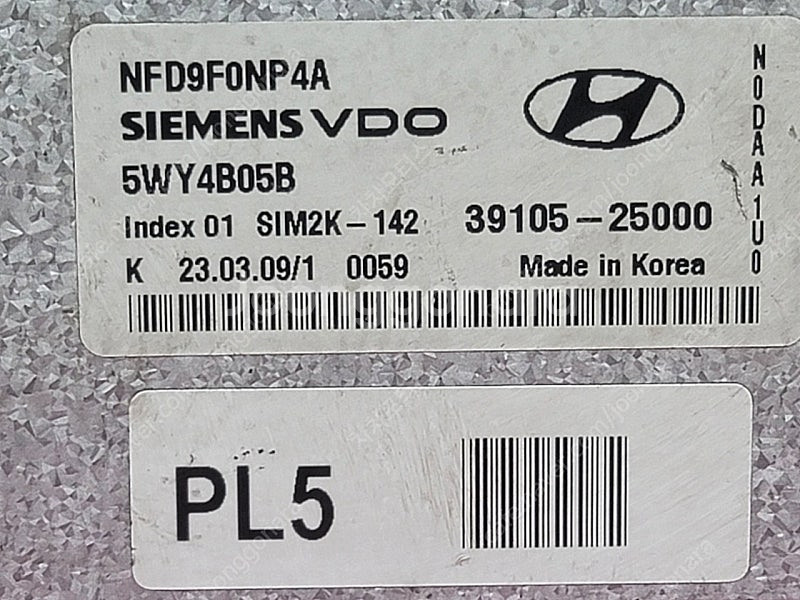 NFD9F0NP4A
SIEMENS VDO
5WY4B05B
Index 01 SIM2K-142 39105-25000
K 23.03.09/1 0059 Made in Korea
N0DAA1U0
PL5